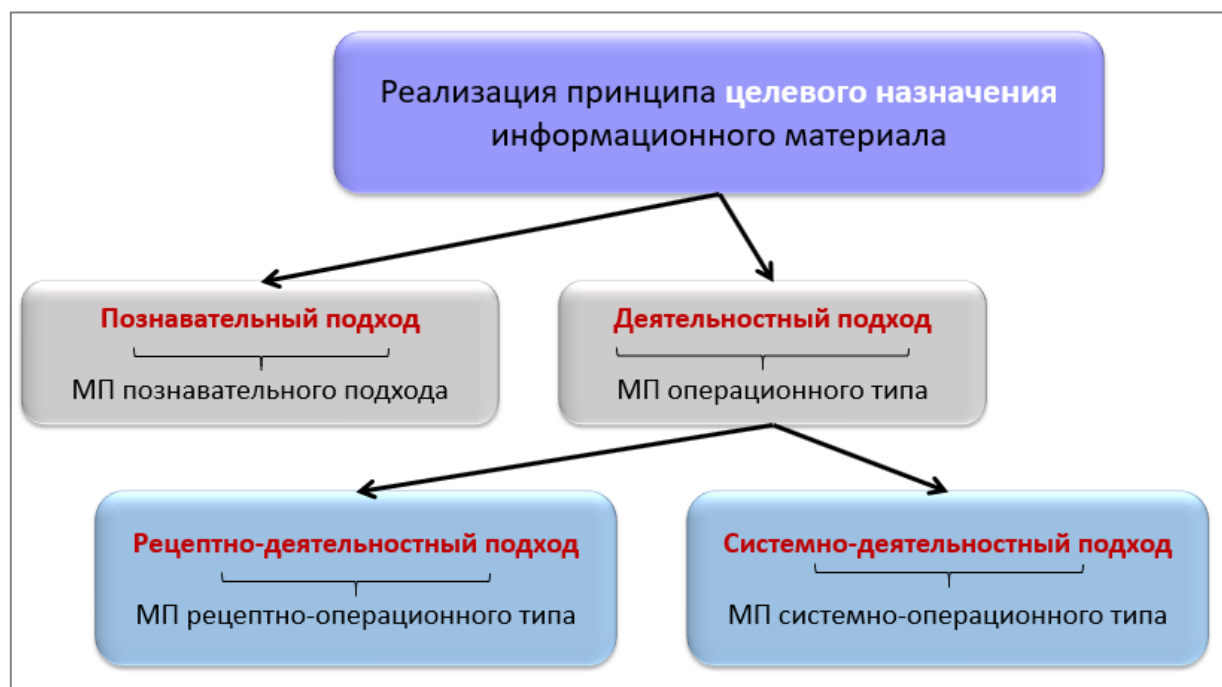 Реализация принципа целевого назначения
информационного материала
Познавательный подход
МП познавательного подхода
Деятельностный подход
МП операционного типа
Рецептно-деятельностный подход
МП рецептно-операционного типа
Системно-деятельностный подход
МП системно-операционного типа